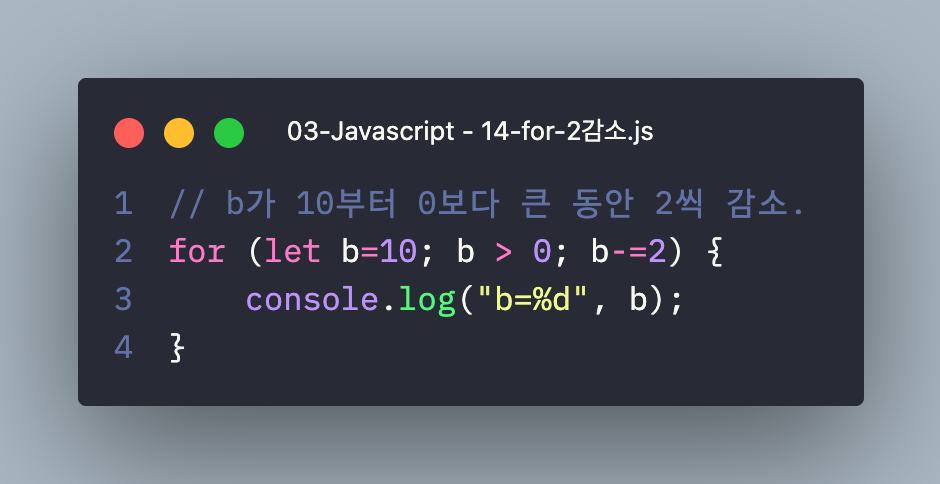 03-Javascript - 14-for-2감소.js
1 // b가 10부터 0보다 큰 동안 2씩 감소.
2 for (let b=10; b > 0; b-=2) {
3     console.log("b=%d", b);
4 }